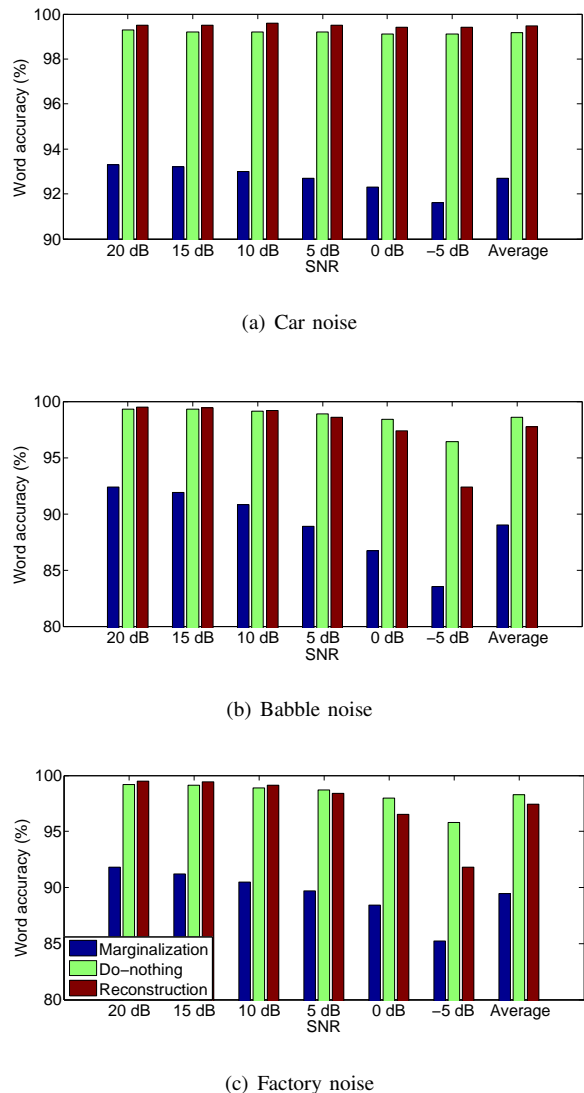 100
98
96
94
92
90
Word accuracy (%)
20 dB 15 dB 10 dB 5 dB 0 dB −5 dB Average
SNR
(a) Car noise
100
95
90
85
80
Word accuracy (%)
20 dB 15 dB 10 dB 5 dB 0 dB −5 dB Average
SNR
(b) Babble noise
100
95
90
85
80
Word accuracy (%)
Marginalization
Do−nothing
Reconstruction
20 dB 15 dB 10 dB 5 dB 0 dB −5 dB Average
SNR
(c) Factory noise